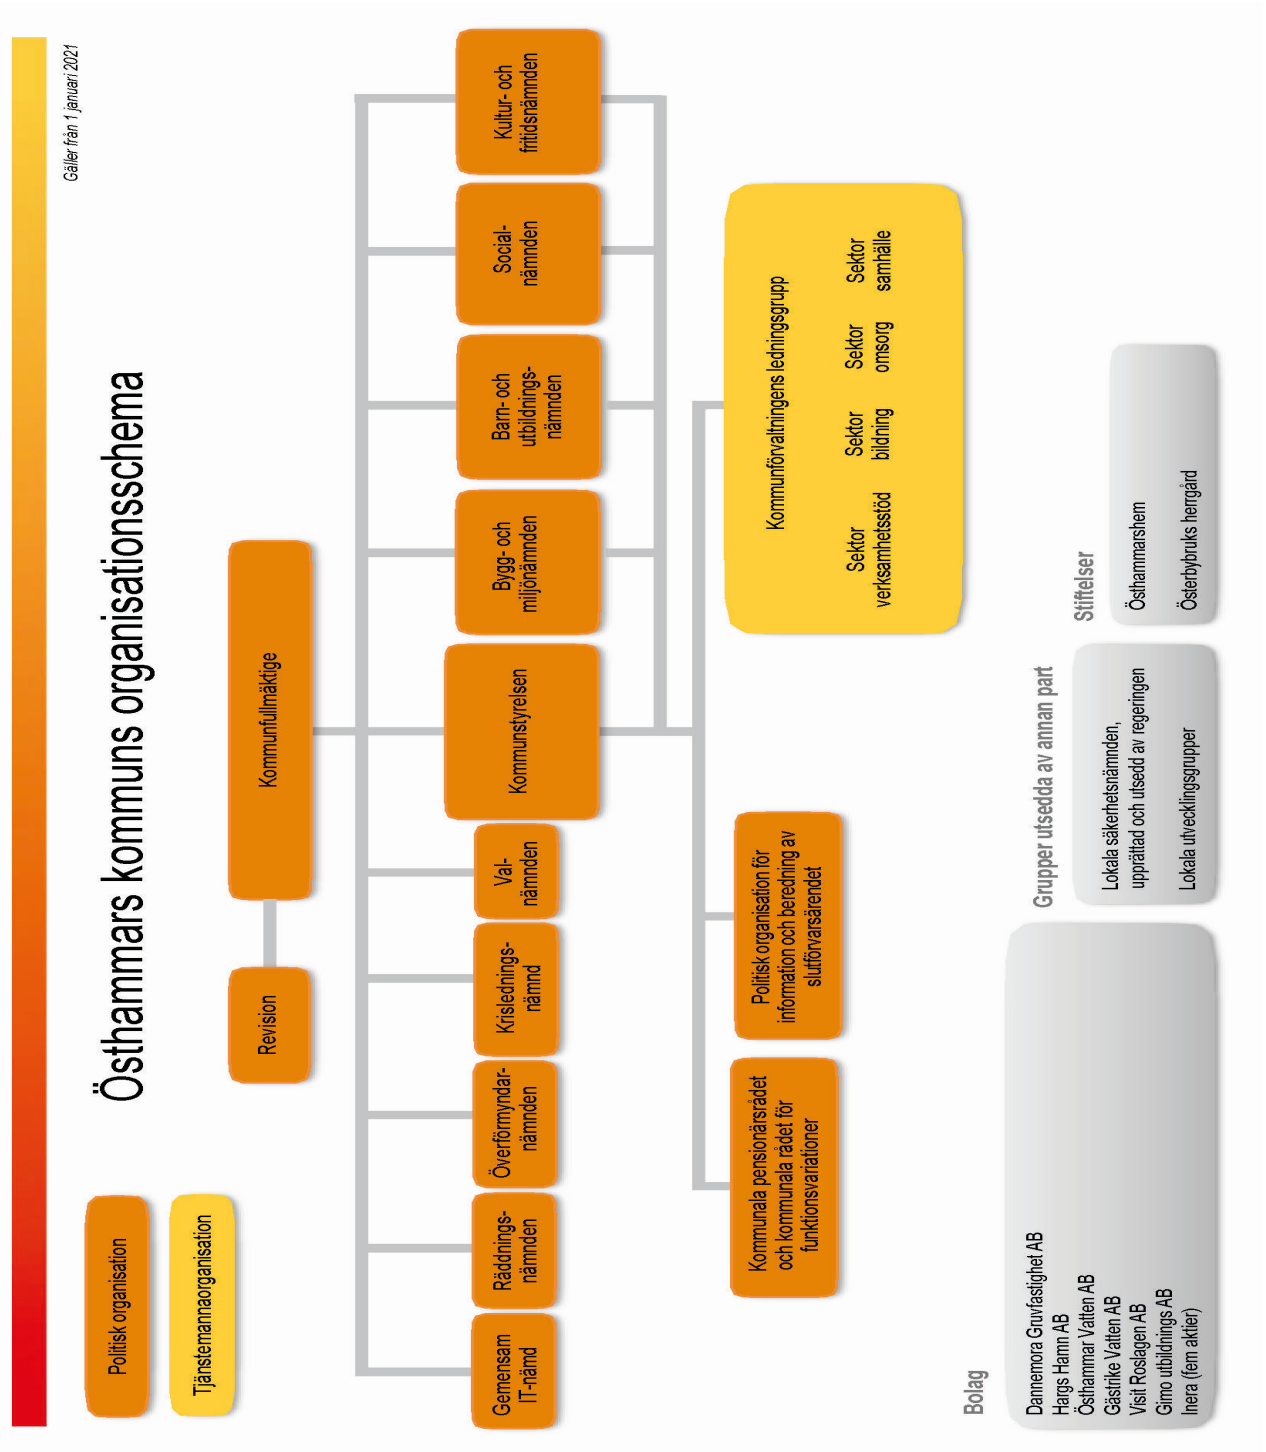 Gäller från 1 januari 2021
Östhammars kommuns organisationsschema
Politisk organisation
Tjänstemannaorganisation
Revision
Kommunfullmäktige
Gemensam
IT-nämd
Räddnings-
nämnden
Överförmyndar-
nämnden
Krislednings-
nämnd
Val-
nämnden
Kommunstyrelsen
Bygg- och
miljönämnden
Barn- och
utbildnings-
nämnden
Social-
nämnden
Kultur- och
fritidsnämnden
Kommunala pensionärsrådet
och kommunala rådet för
funktionsvariationer
Politisk organisation för
information och beredning av
slutförvarsärendet
Kommunförvaltningens ledningsgrupp
Sektor
verksamhetsstöd
Sektor
bildning
Sektor
omsorg
Sektor
samhälle
Bolag
Dannemora Gruvfastighet AB
Hargs Hamn AB
Östhammar Vatten AB
Gästrike Vatten AB
Visit Roslagen AB
Gimo utbildnings AB
Inera (fem aktier)
Grupper utsedda av annan part
Lokala säkerhetsnämnden,
upprättad och utsedd av regeringen
Lokala utvecklingsgrupper
Stiftelser
Östhammarshem
Österbybruks herrgård